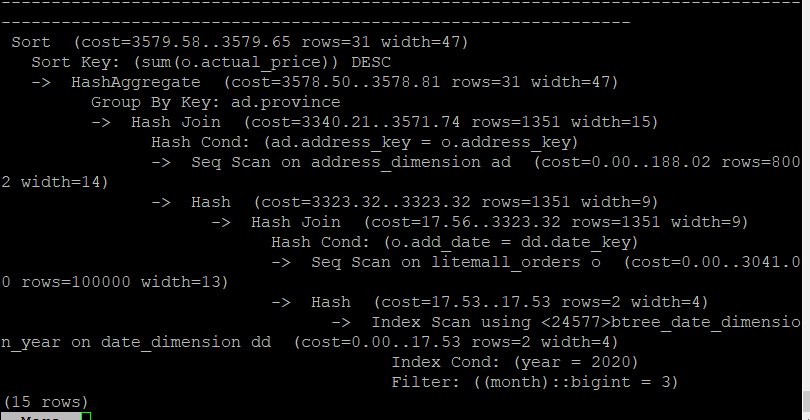 --------------------------------------------------------------------------------
---------------------------------------------------------------
 Sort  (cost=3579.58..3579.65 rows=31 width=47)
   Sort Key: (sum(o.actual_price)) DESC
   ->  HashAggregate  (cost=3578.50..3578.81 rows=31 width=47)
         Group By Key: ad.province
         ->  Hash Join  (cost=3340.21..3571.74 rows=1351 width=15)
               Hash Cond: (ad.address_key = o.address_key)
               ->  Seq Scan on address_dimension ad  (cost=0.00..188.02 rows=800
2 width=14)
               ->  Hash  (cost=3323.32..3323.32 rows=1351 width=9)
                     ->  Hash Join  (cost=17.56..3323.32 rows=1351 width=9)
                           Hash Cond: (o.add_date = dd.date_key)
                           ->  Seq Scan on litemall_orders o  (cost=0.00..3041.0
0 rows=100000 width=13)
                           ->  Hash  (cost=17.53..17.53 rows=2 width=4)
                                 ->  Index Scan using <24577>btree_date_dimensio
n_year on date_dimension dd  (cost=0.00..17.53 rows=2 width=4)
                                       Index Cond: (year = 2020)
                                       Filter: ((month)::bigint = 3)
(15 rows)